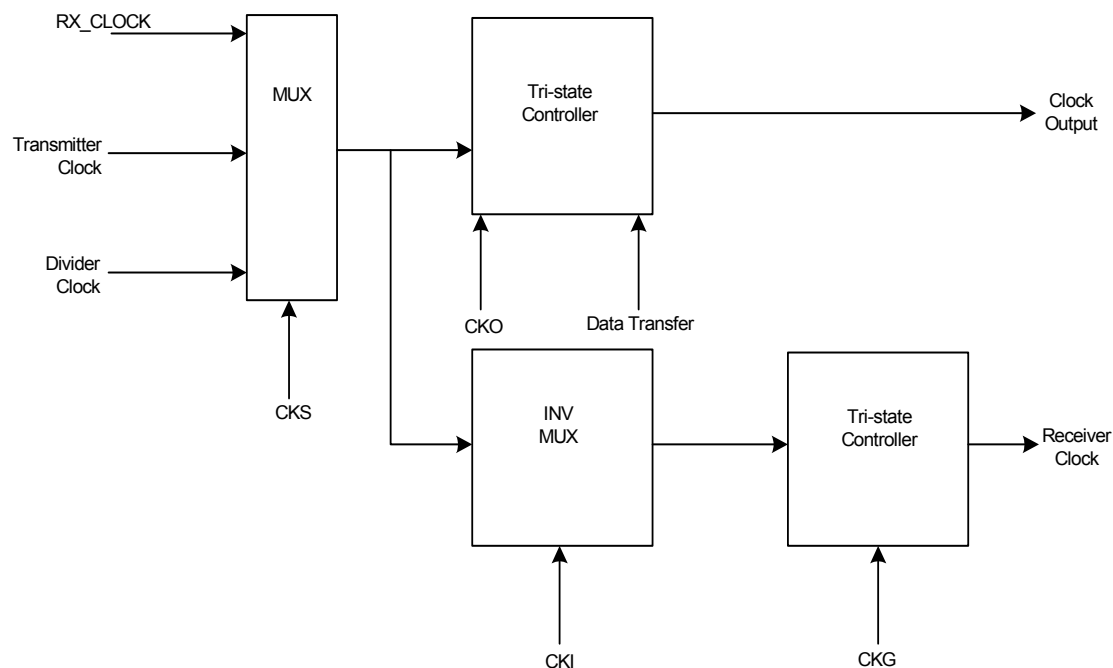 RX_CLOCK
MUX
Transmitter
Clock
Divider
Clock
CKS
Tri-state
Controller
Clock
Output
CKO
Data Transfer
INV
MUX
Tri-state
Controller
Receiver
Clock
CKI
CKG